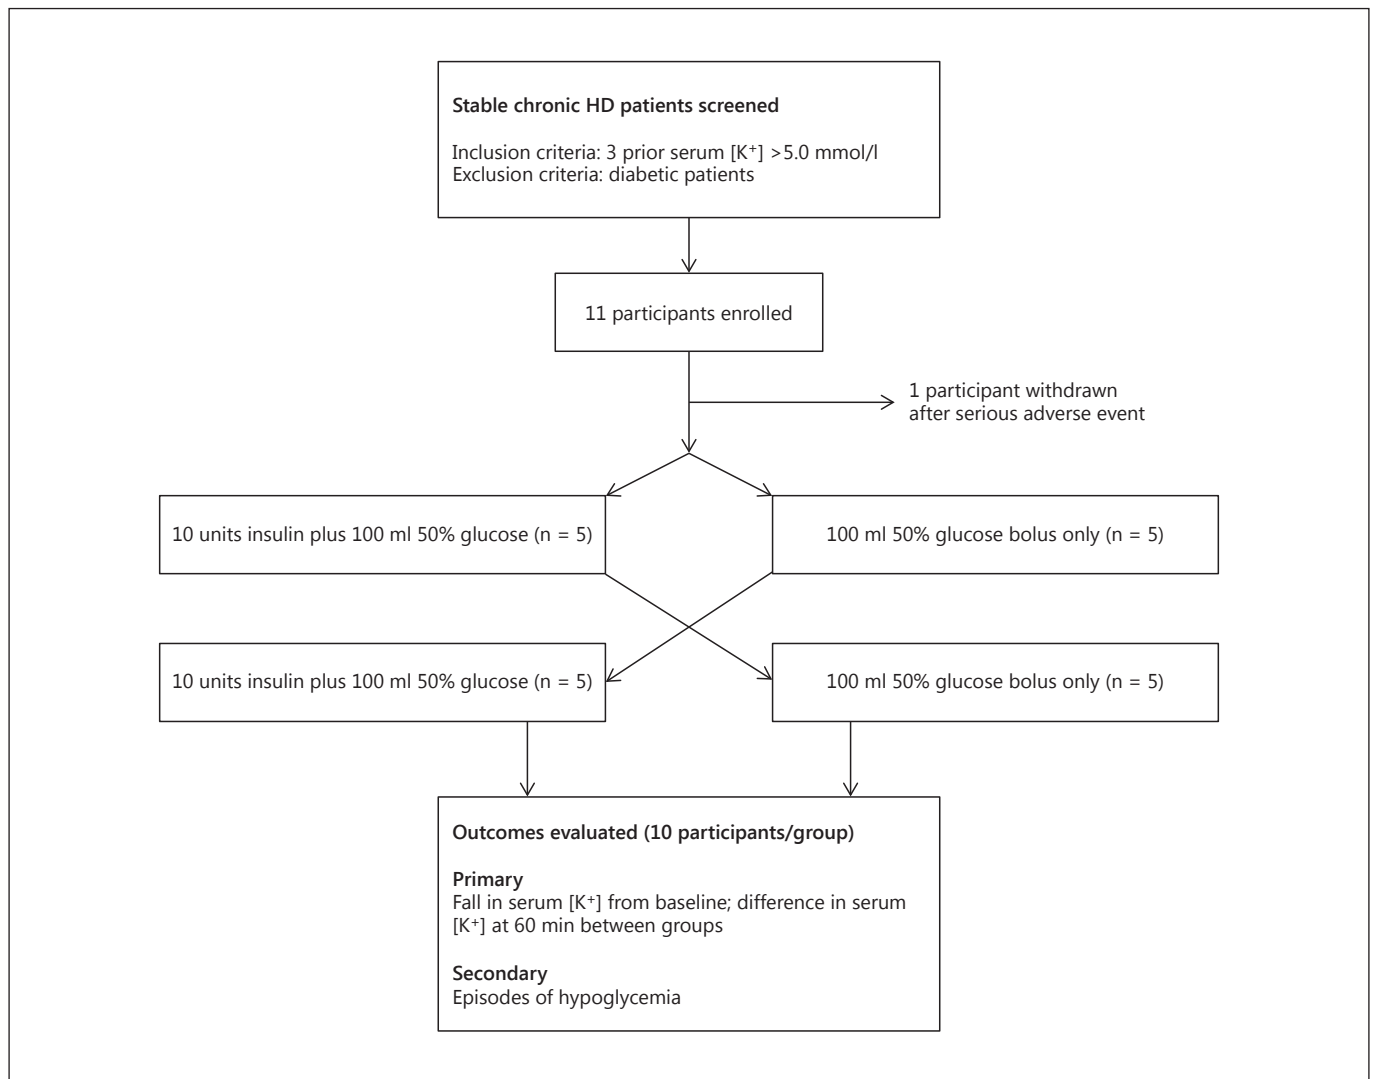 Stable chronic HD patients screened
Inclusion criteria: 3 prior serum [K⁺] >5.0 mmol/l
Exclusion criteria: diabetic patients
11 participants enrolled
1 participant withdrawn
after serious adverse event
10 units insulin plus 100 ml 50% glucose (n = 5)
100 ml 50% glucose bolus only (n = 5)
10 units insulin plus 100 ml 50% glucose (n = 5)
100 ml 50% glucose bolus only (n = 5)
Outcomes evaluated (10 participants/group)
Primary
Fall in serum [K⁺] from baseline; difference in serum
[K⁺] at 60 min between groups
Secondary
Episodes of hypoglycemia